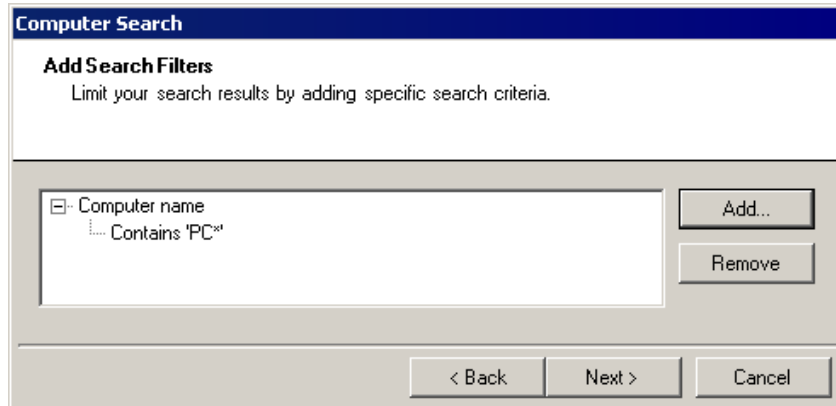 Computer Search
Add Search Filters
Limit your search results by adding specific search criteria.
Computer name
Contains 'PC*'
Add...
Remove
< Back
Next >
Cancel